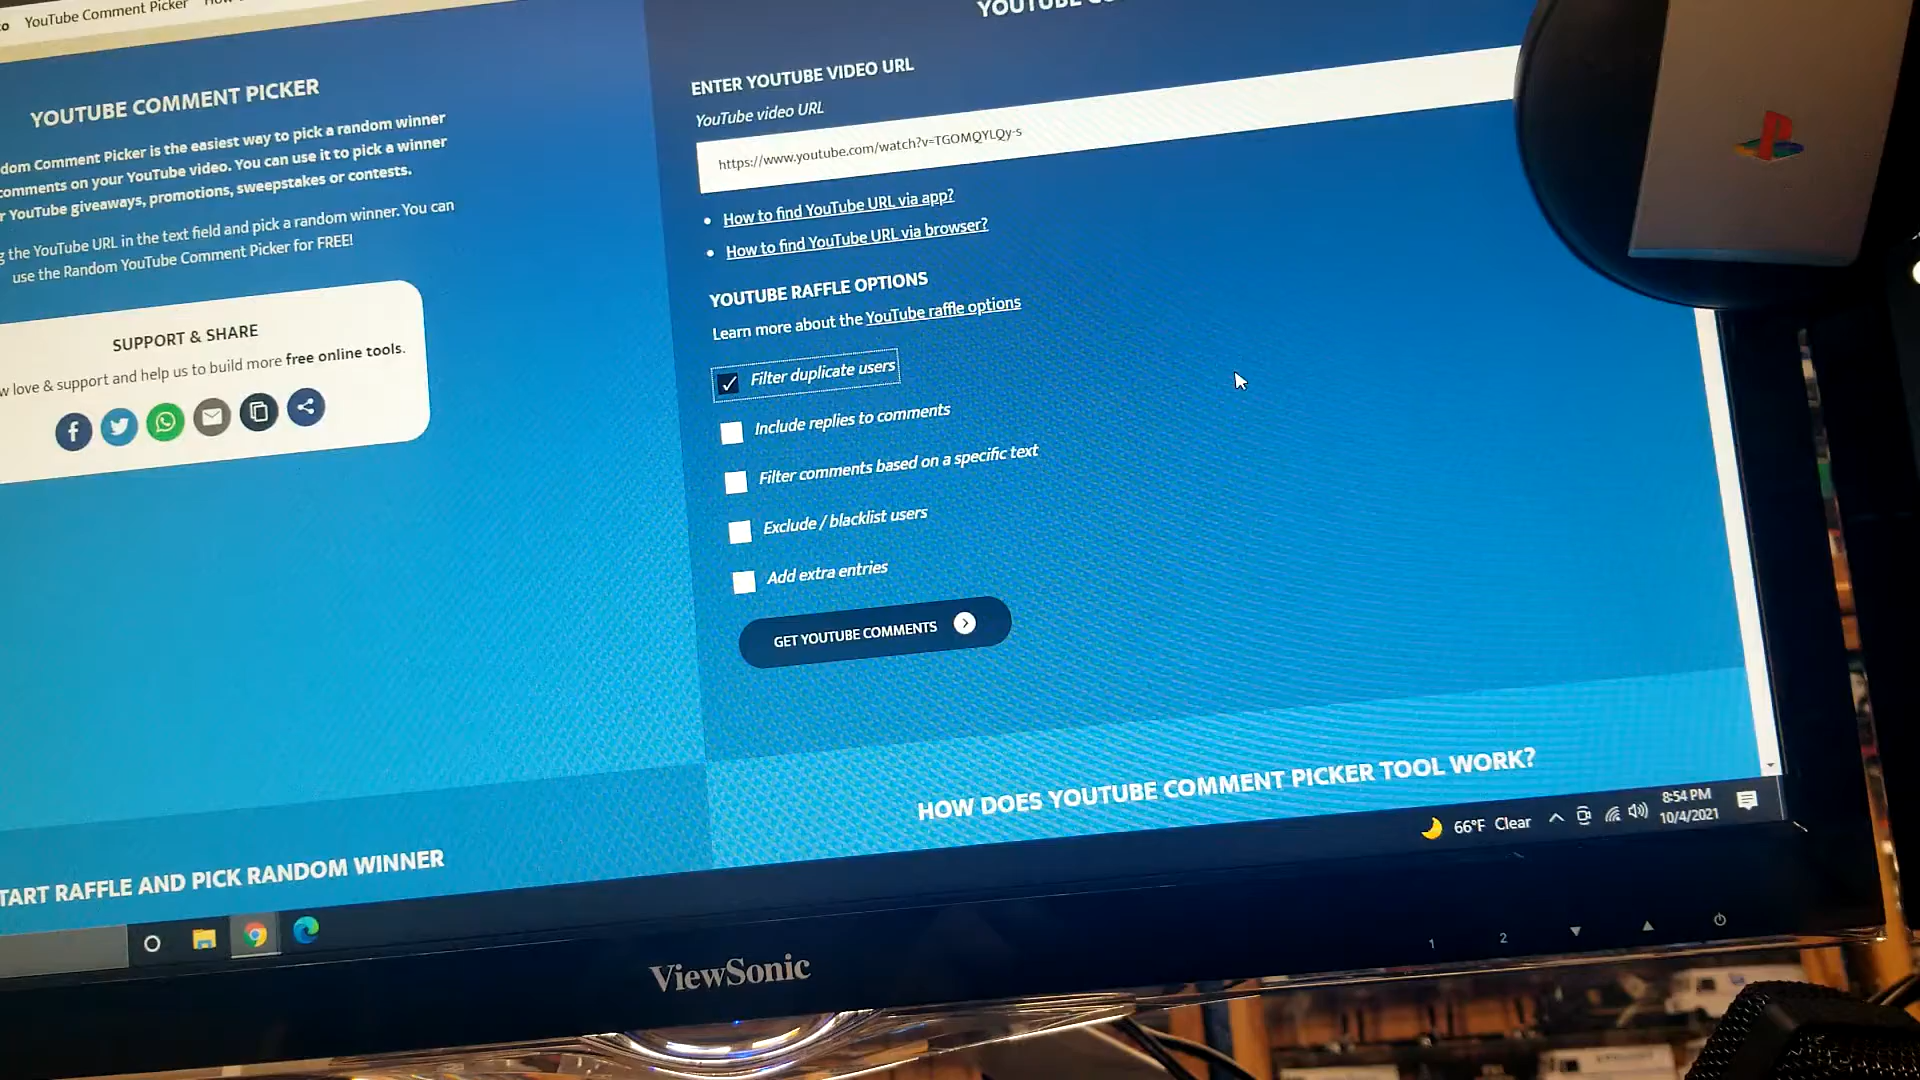 YouTube Comment Picker
YOUTUBE COMMENT PICKER
dom Comment Picker is the easiest way to pick a random winner
comments on your YouTube video. You can use it to pick a winner
r YouTube giveaways, promotions, sweepstakes or contests.
g the YouTube URL in the text field and pick a random winner. You can
use the Random YouTube Comment Picker for FREE!
SUPPORT & SHARE
w love & support and help us to build more free online tools.
START RAFFLE AND PICK RANDOM WINNER
ENTER YOUTUBE VIDEO URL
YouTube video URL
https://www.youtube.com/watch?v=TGOMQYLQy-s
How to find YouTube URL via app?
How to find YouTube URL via browser?
YOUTUBE RAFFLE OPTIONS
Learn more about the YouTube raffle options
Filter duplicate users
Include replies to comments
Filter comments based on a specific text
Exclude / blacklist users
Add extra entries
GET YOUTUBE COMMENTS
HOW DOES YOUTUBE COMMENT PICKER TOOL WORK?
66°F Clear
8:54 PM
10/4/2021
ViewSonic
1 2